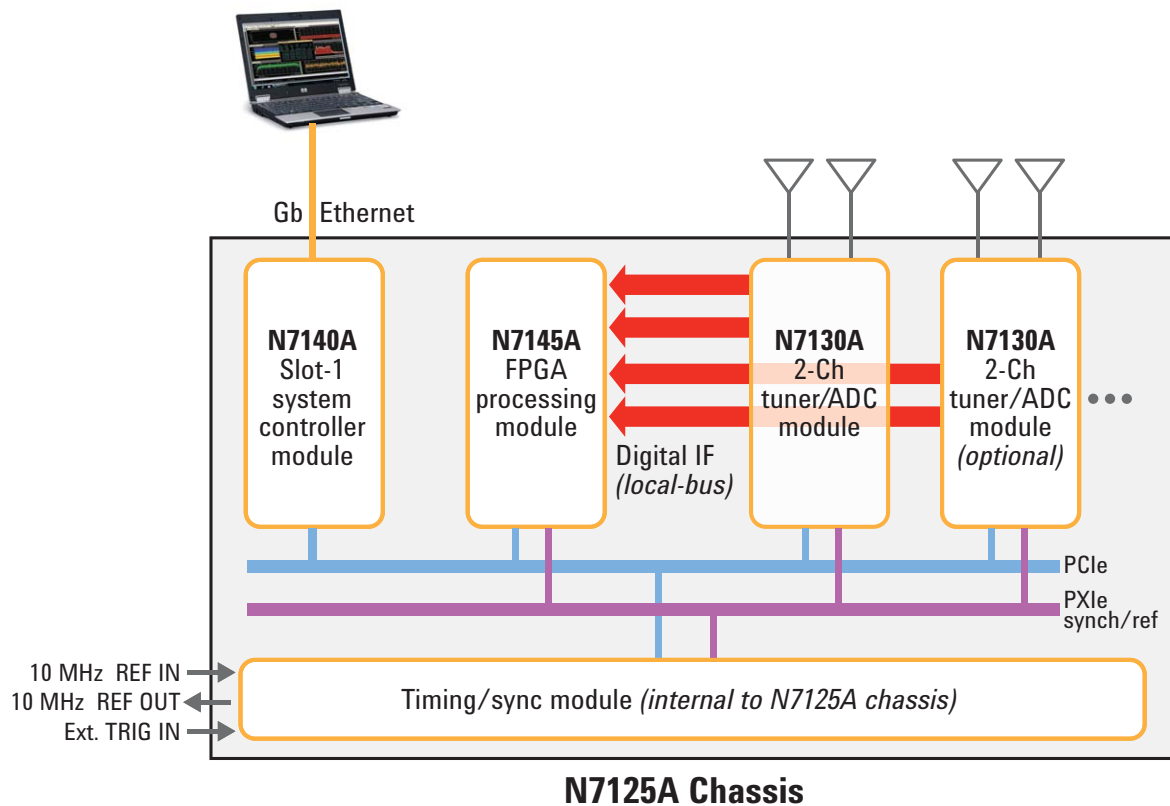 Gb Ethernet
N7140A
Slot-1
system
controller
module
N7145A
FPGA
processing
module
N7130A
2-Ch
tuner/ADC
module
N7130A
2-Ch
tuner/ADC
module
(optional)
Digital IF
(local-bus)
PCIe
PXIe
synch/ref
10 MHz REF IN
10 MHz REF OUT
Ext. TRIG IN
Timing/sync module (internal to N7125A chassis)
N7125A Chassis